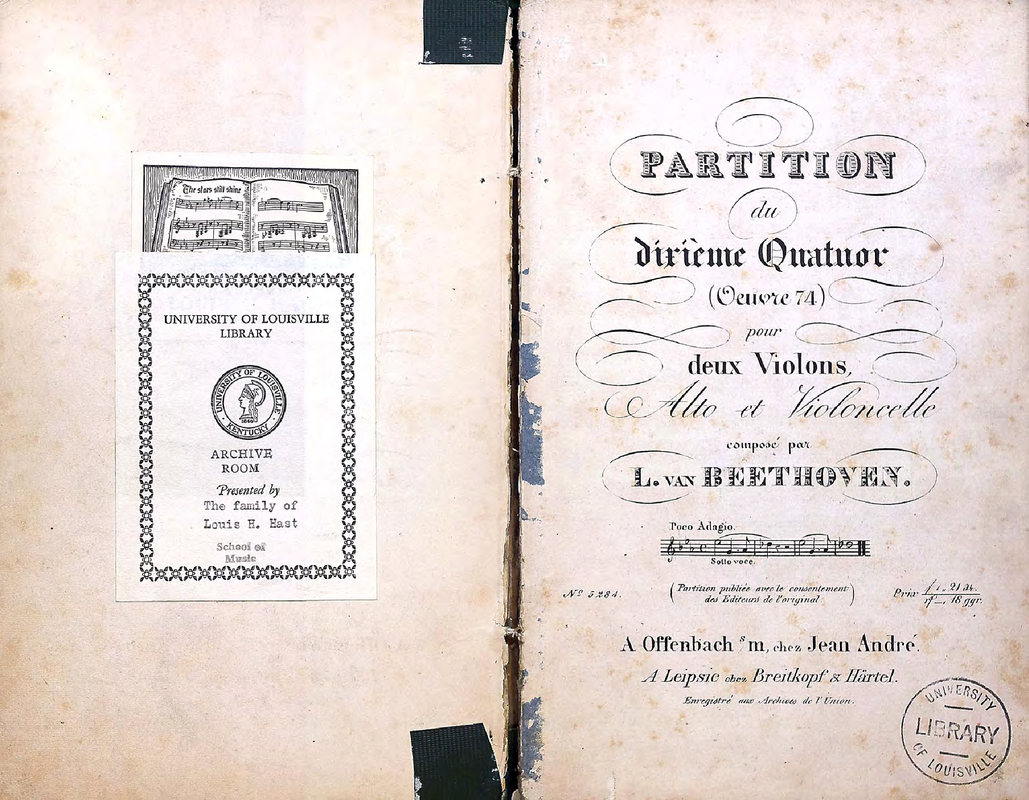 The stars still shine
UNIVERSITY OF LOUISVILLE
LIBRARY
UNIVERSITY OF LOUISVILLE
KENTUCKY
ARCHIVE
ROOM
Presented by
The family of
Louis H. East
School of
Music
PARTITION
du
dixième Quatuor
(Oeuvre 74)
pour
deux Violons,
Alto et Violoncelle
composé par
L. VAN BEETHOVEN.
Poco Adagio.
Sotto voce.
Nº 5284.
(Partition publiée avec le consentement
des Editeurs de l'original.)
Prix
18 ggr.
A Offenbach s/m, chez Jean André.
A Leipsic chez Breitkopf & Härtel.
Enregistré aux Archives de l'Union.
UNIVERSITY
LIBRARY
OF LOUISVILLE